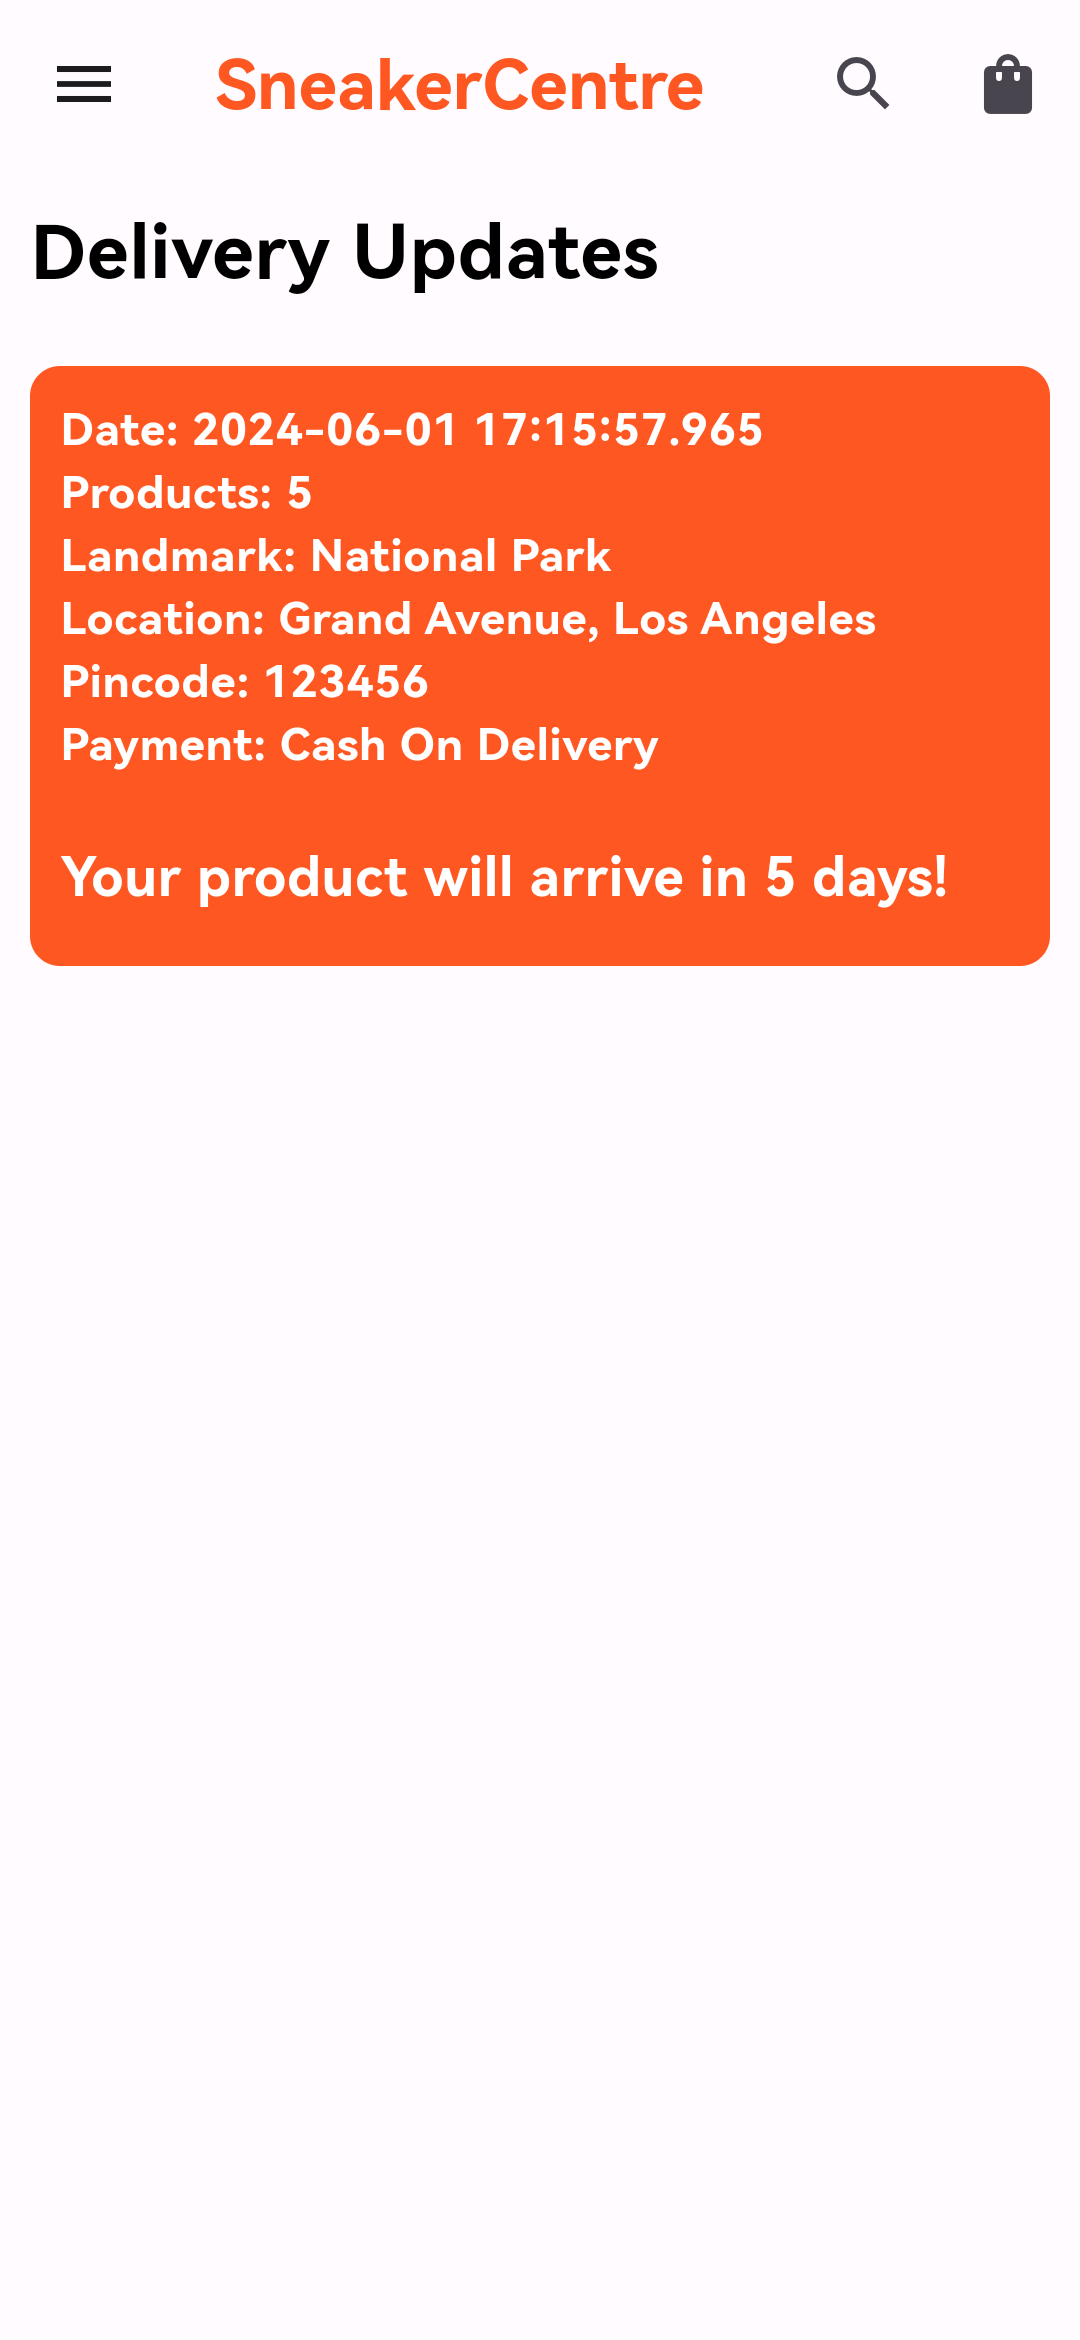 SneakerCentre
Delivery Updates
Date: 2024-06-01 17:15:57.965
Products: 5
Landmark: National Park
Location: Grand Avenue, Los Angeles
Pincode: 123456
Payment: Cash On Delivery
Your product will arrive in 5 days!